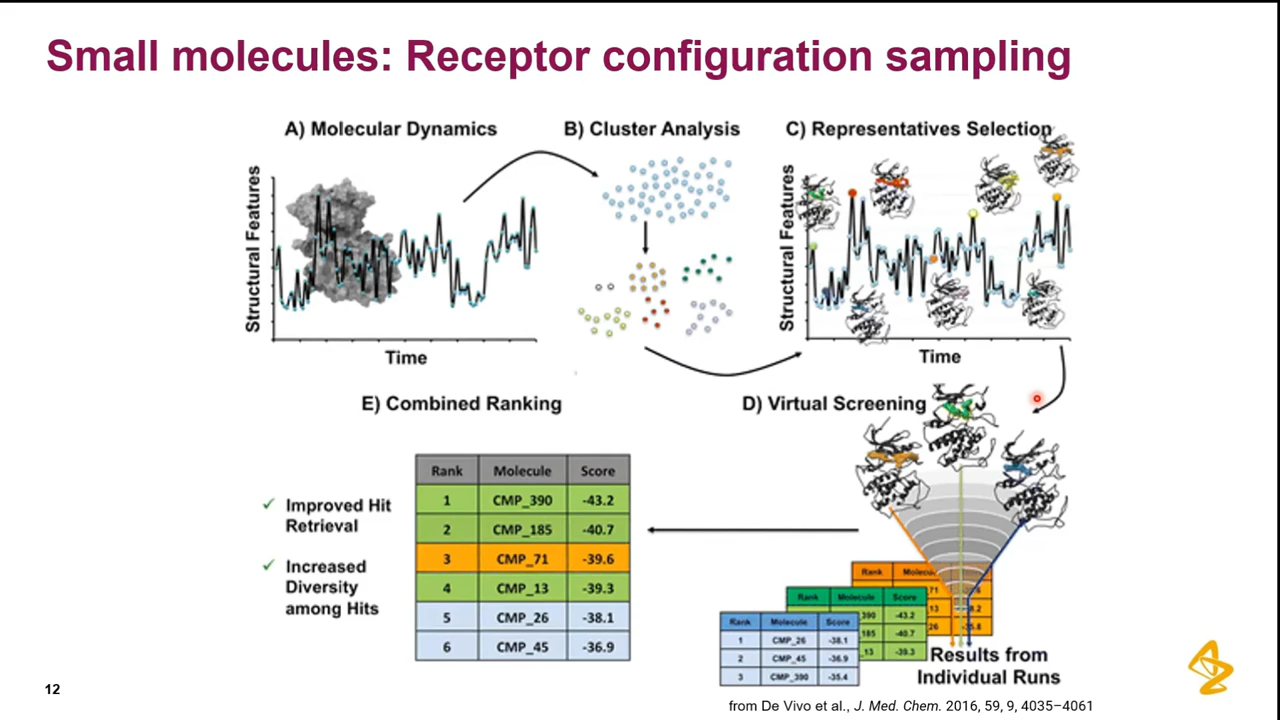 Small molecules: Receptor configuration sampling
A) Molecular Dynamics
Structural Features
Time
B) Cluster Analysis
C) Representatives Selection
Structural Features
Time
E) Combined Ranking
D) Virtual Screening
Improved Hit
Retrieval
Increased
Diversity
among Hits
Rank Molecule Score
1 CMP_390 -43.2
2 CMP_185 -40.7
3 CMP_71 -39.6
4 CMP_13 -39.3
5 CMP_26 -38.1
6 CMP_45 -36.9
Rank
71
13
26
Rank Molecule Score
390 -43.2
185 -40.7
_13 -39.3
Rank Molecule Score
1 CMP_26 -38.1
2 CMP_45 -36.9
3 CMP_390 -35.4
Results from
Individual Runs
12
from De Vivo et al., J. Med. Chem. 2016, 59, 9, 4035–4061